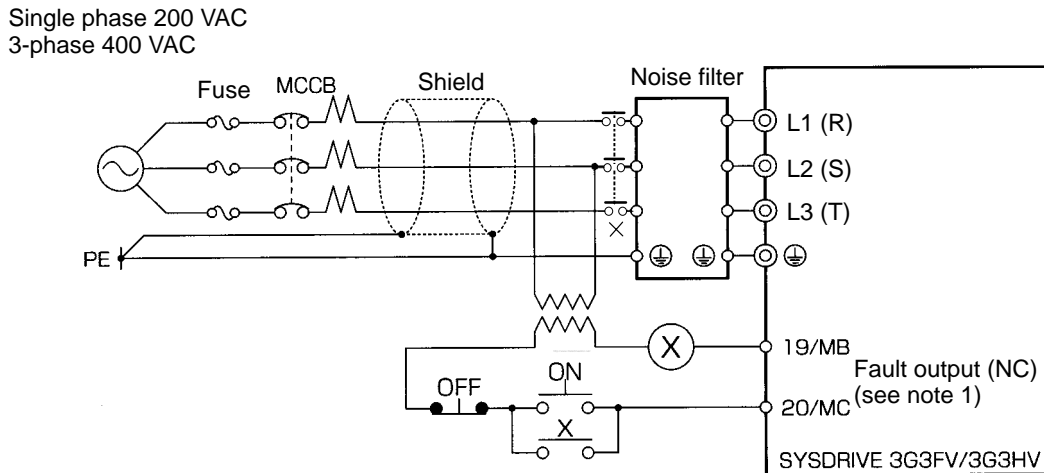 Single phase 200 VAC
3-phase 400 VAC
Fuse
MCCB
Shield
Noise filter
L1 (R)
L2 (S)
L3 (T)
X
PE
19/MB
X
ON
OFF
X
20/MC
Fault output (NC)
(see note 1)
SYSDRIVE 3G3FV/3G3HV